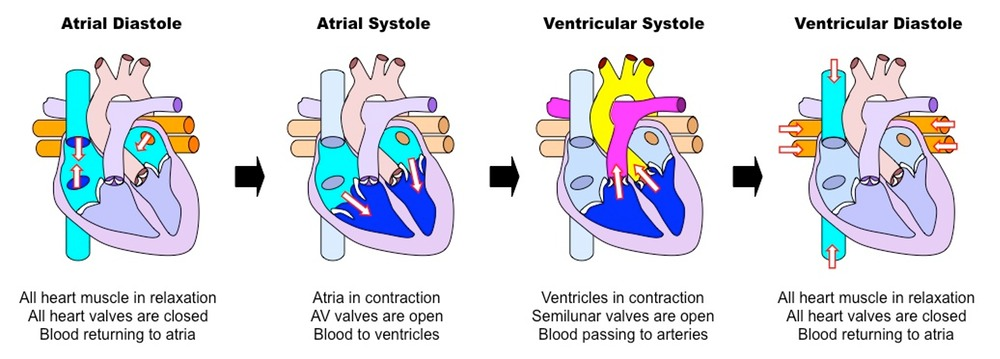 Atrial Diastole
All heart muscle in relaxation
All heart valves are closed
Blood returning to atria
Atrial Systole
Atria in contraction
AV valves are open
Blood to ventricles
Ventricular Systole
Ventricles in contraction
Semilunar valves are open
Blood passing to arteries
Ventricular Diastole
All heart muscle in relaxation
All heart valves are closed
Blood returning to atria